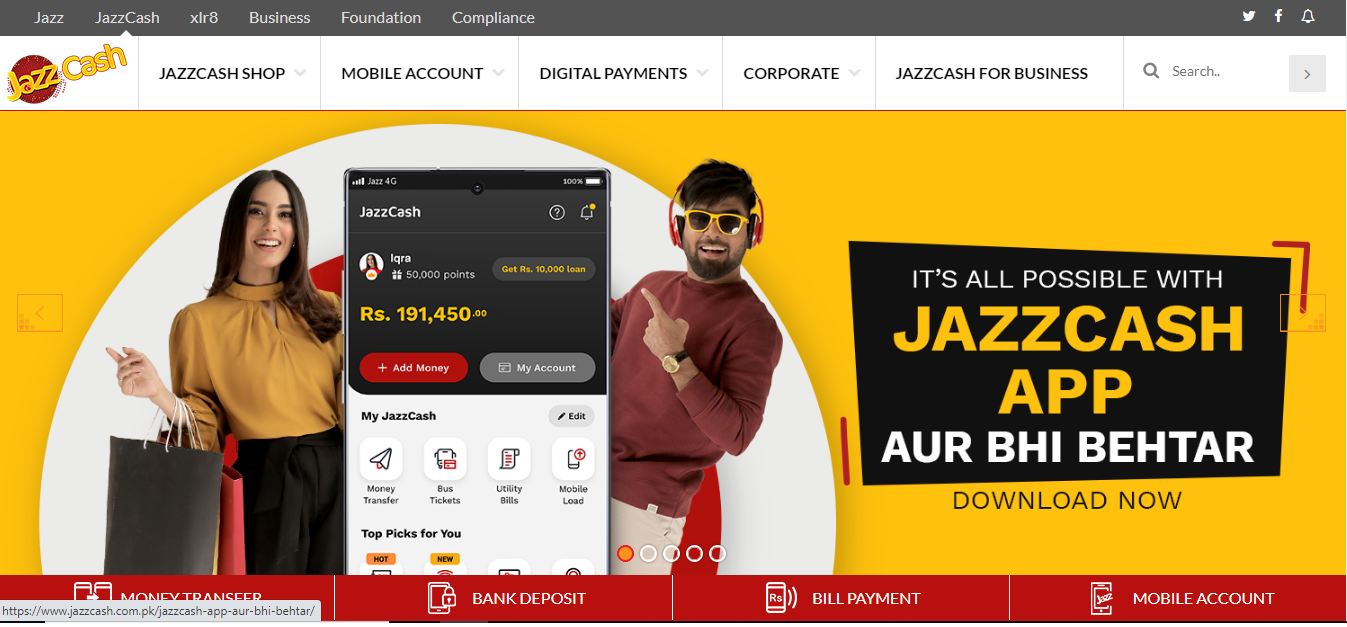 Jazz JazzCash xlr8 Business Foundation Compliance
Jazz Cash
JAZZCASH SHOP MOBILE ACCOUNT DIGITAL PAYMENTS CORPORATE JAZZCASH FOR BUSINESS Search..
Jazz 4G 100%
JazzCash
Iqra
50,000 points
Get Rs. 10,000 loan
Rs. 191,450.00
+ Add Money My Account
My JazzCash Edit
Money Transfer
Bus Tickets
Utility Bills
Mobile Load
Top Picks for You
HOT NEW
IT'S ALL POSSIBLE WITH
JAZZCASH
APP
AUR BHI BEHTAR
DOWNLOAD NOW
MONEY TRANSFER BANK DEPOSIT Rs BILL PAYMENT Jazz MOBILE ACCOUNT
https://www.jazzcash.com.pk/jazzcash-app-aur-bhi-behtar/